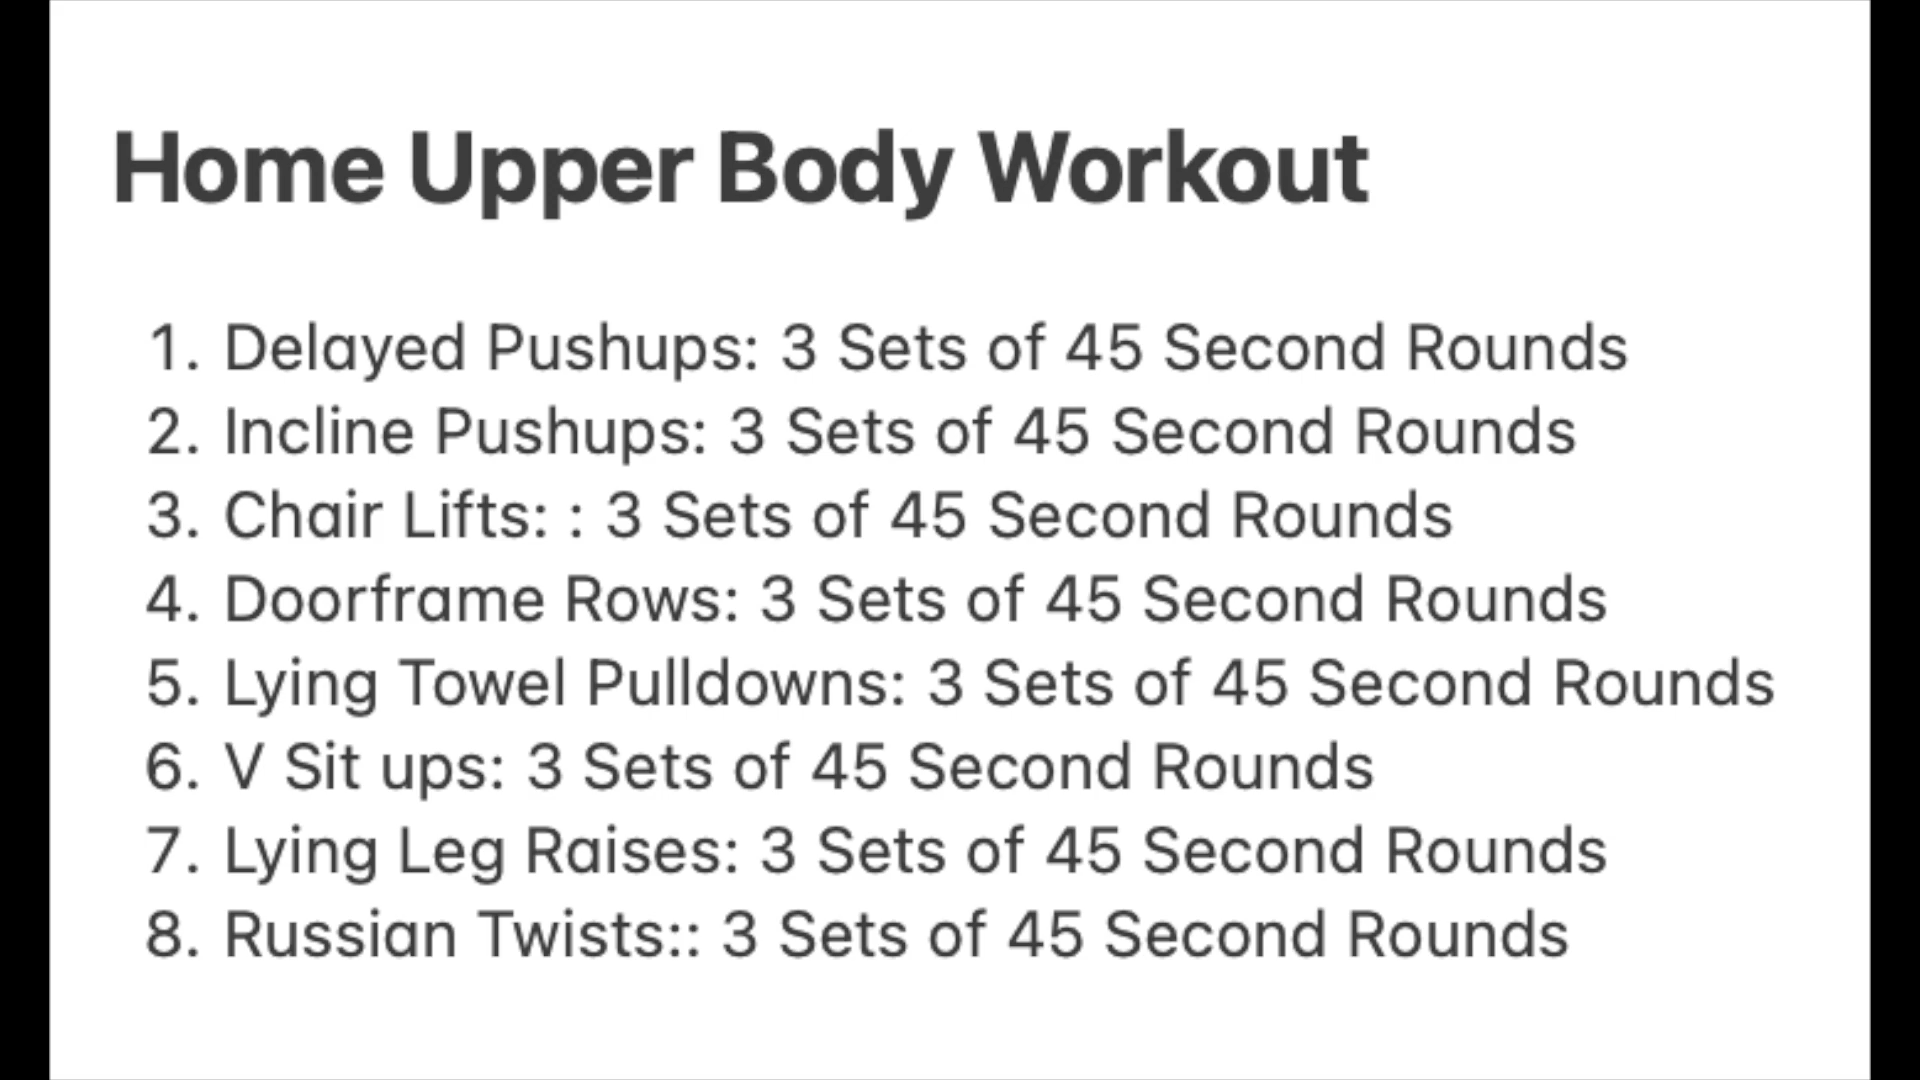 Home Upper Body Workout
1. Delayed Pushups: 3 Sets of 45 Second Rounds
2. Incline Pushups: 3 Sets of 45 Second Rounds
3. Chair Lifts: : 3 Sets of 45 Second Rounds
4. Doorframe Rows: 3 Sets of 45 Second Rounds
5. Lying Towel Pulldowns: 3 Sets of 45 Second Rounds
6. V Sit ups: 3 Sets of 45 Second Rounds
7. Lying Leg Raises: 3 Sets of 45 Second Rounds
8. Russian Twists:: 3 Sets of 45 Second Rounds